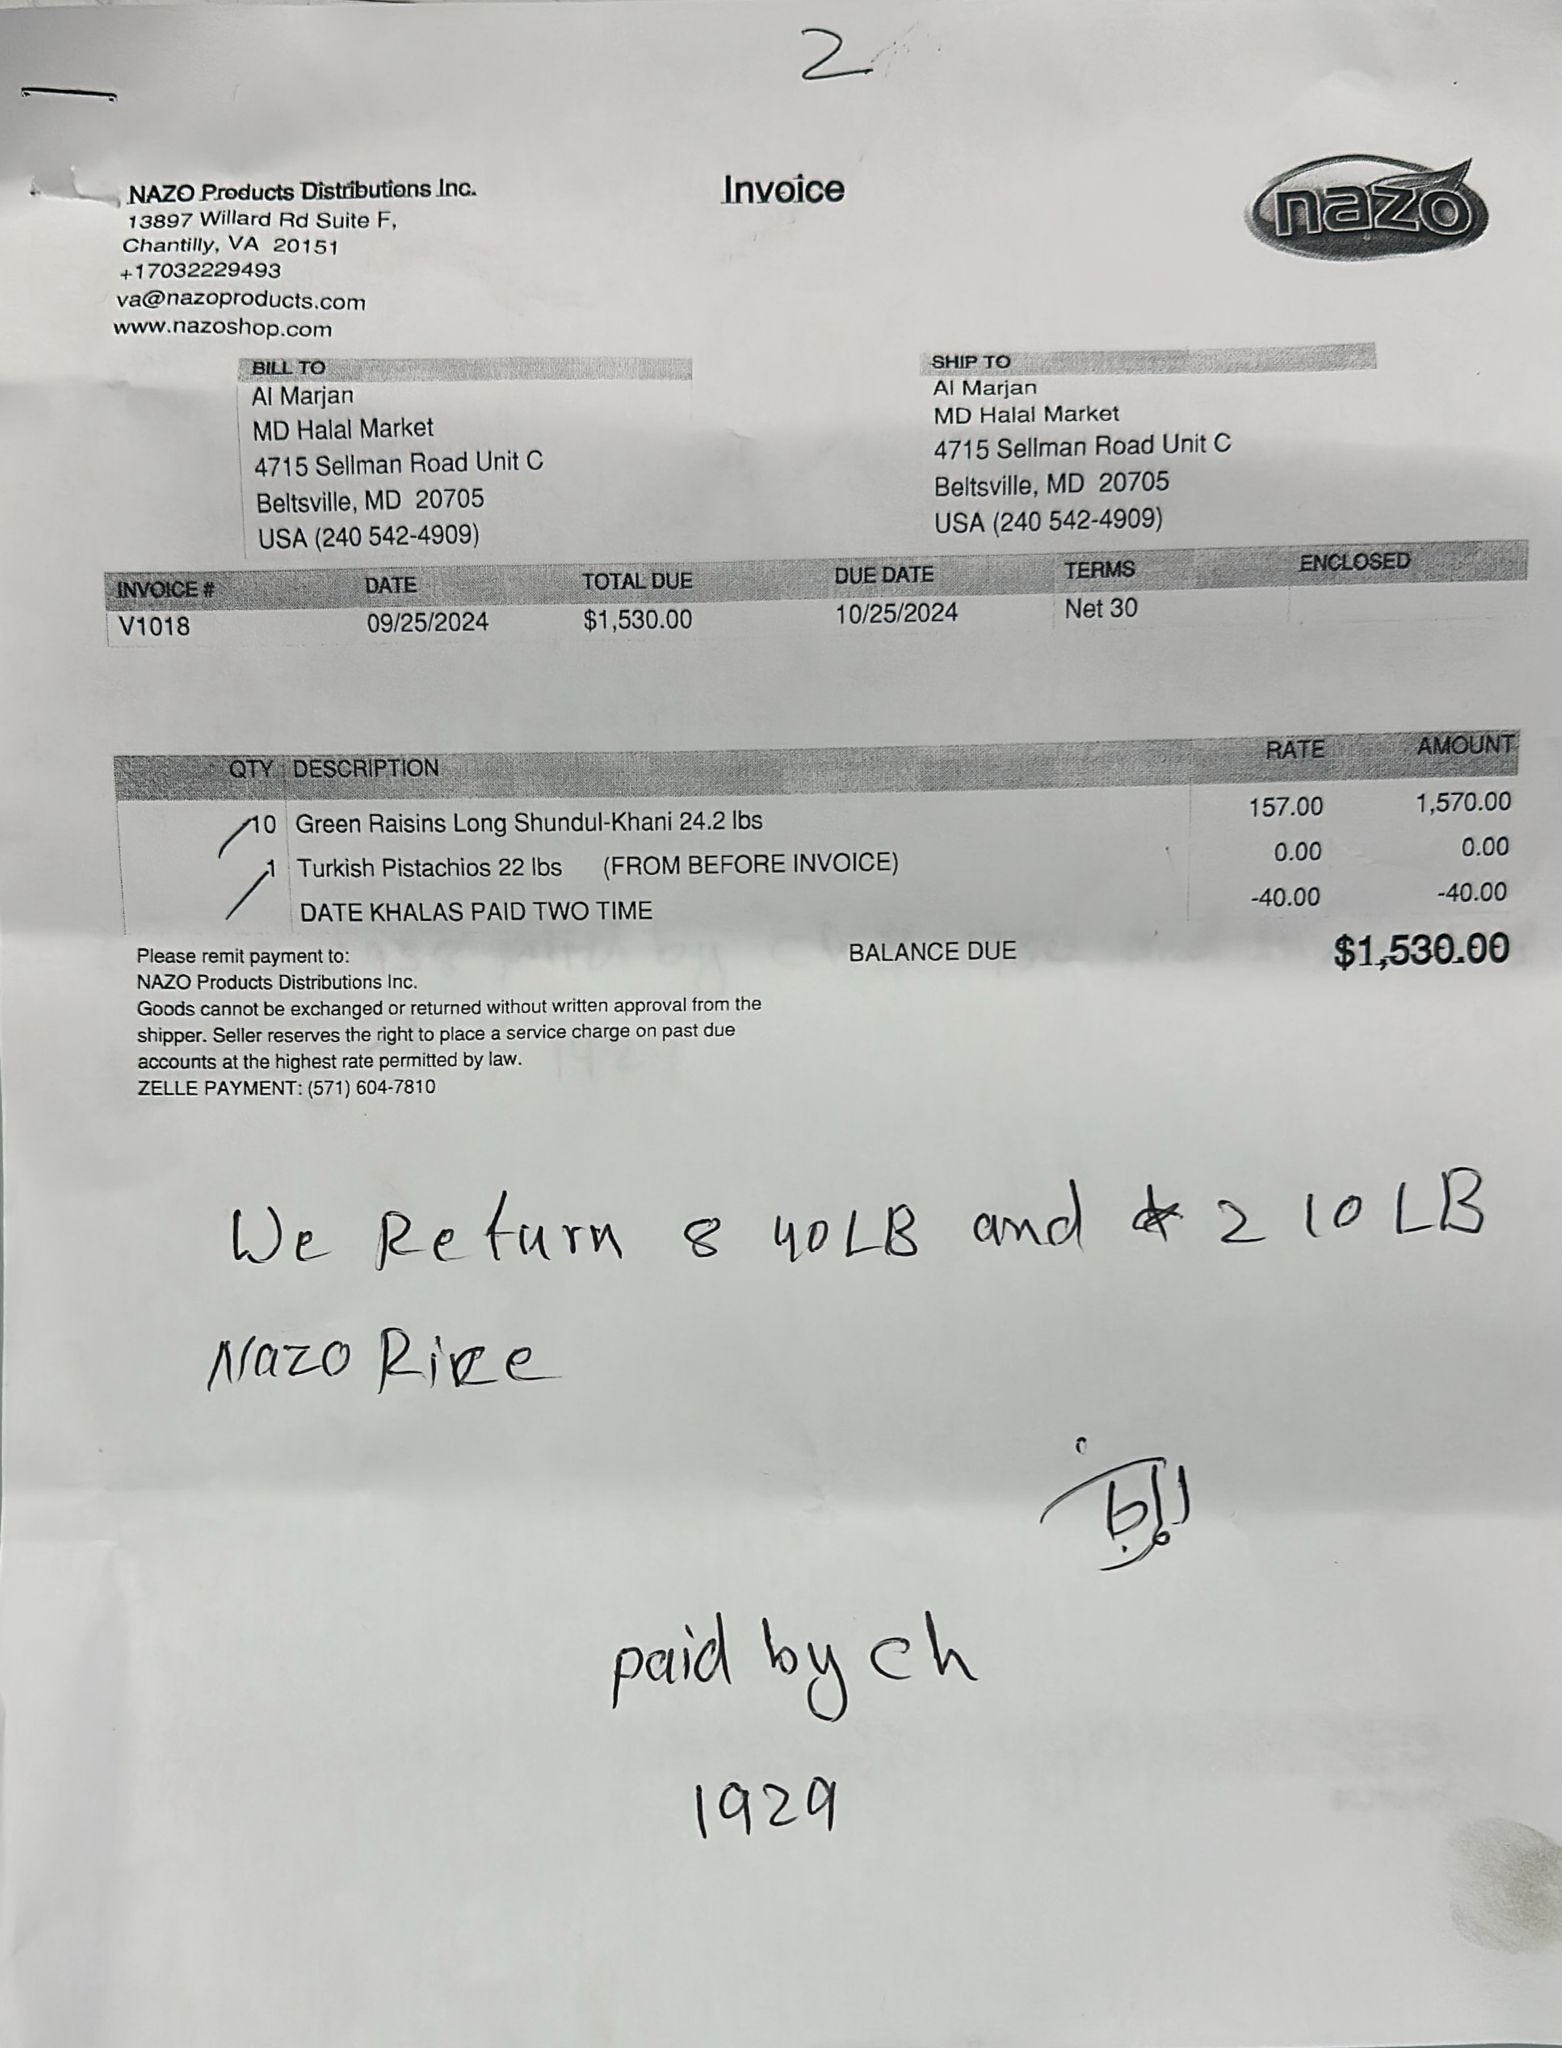 2
NAZO Products Distributions Inc.
13897 Willard Rd Suite F,
Chantilly, VA 20151
+17032229493
va@nazoproducts.com
www.nazoshop.com
Invoice
nazo
BILL TO
Al Marjan
MD Halal Market
4715 Sellman Road Unit C
Beltsville, MD 20705
USA (240 542-4909)
SHIP TO
Al Marjan
MD Halal Market
4715 Sellman Road Unit C
Beltsville, MD 20705
USA (240 542-4909)
INVOICE # DATE TOTAL DUE DUE DATE TERMS ENCLOSED
V1018 09/25/2024 $1,530.00 10/25/2024 Net 30
QTY DESCRIPTION RATE AMOUNT
10 Green Raisins Long Shundul-Khani 24.2 lbs 157.00 1,570.00
1 Turkish Pistachios 22 lbs (FROM BEFORE INVOICE) 0.00 0.00
DATE KHALAS PAID TWO TIME -40.00 -40.00
Please remit payment to:
NAZO Products Distributions Inc.
Goods cannot be exchanged or returned without written approval from the
shipper. Seller reserves the right to place a service charge on past due
accounts at the highest rate permitted by law.
ZELLE PAYMENT: (571) 604-7810
BALANCE DUE $1,530.00
We Return 8 40LB and 2 10 LB
Nazo Rice
paid by ch
1929